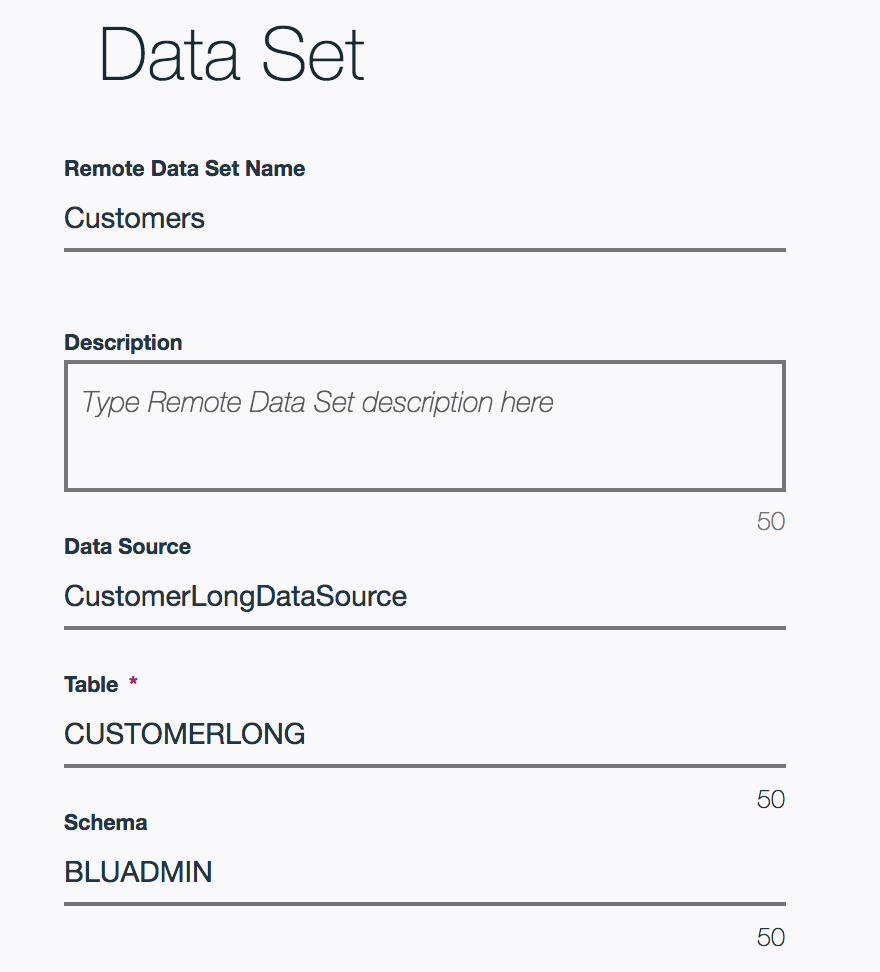 Data Set
Remote Data Set Name
Customers
Description
Type Remote Data Set description here
50
Data Source
CustomerLongDataSource
Table *
CUSTOMERLONG
50
Schema
BLUADMIN
50